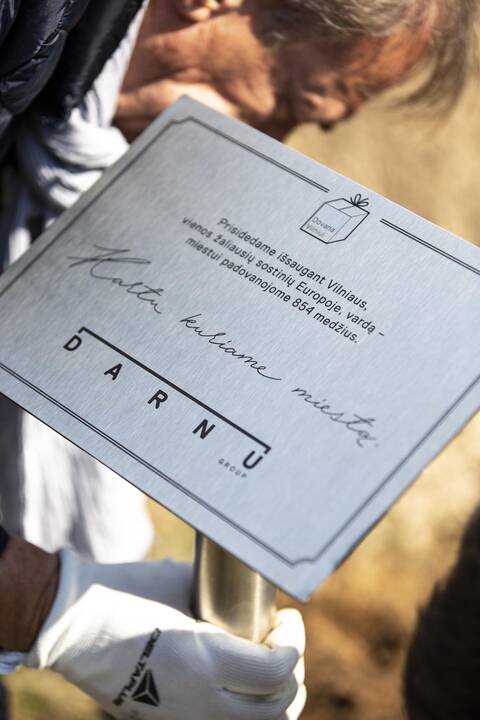 Dovana
Vilniui
Prisidedame išsaugant Vilniaus,
vienos žaliausių sostinių Europoje, vardą –
miestui padovanojome 854 medžius.
Kartu kuriame miestą.
DARNU
GROUP
DELTAPLUS